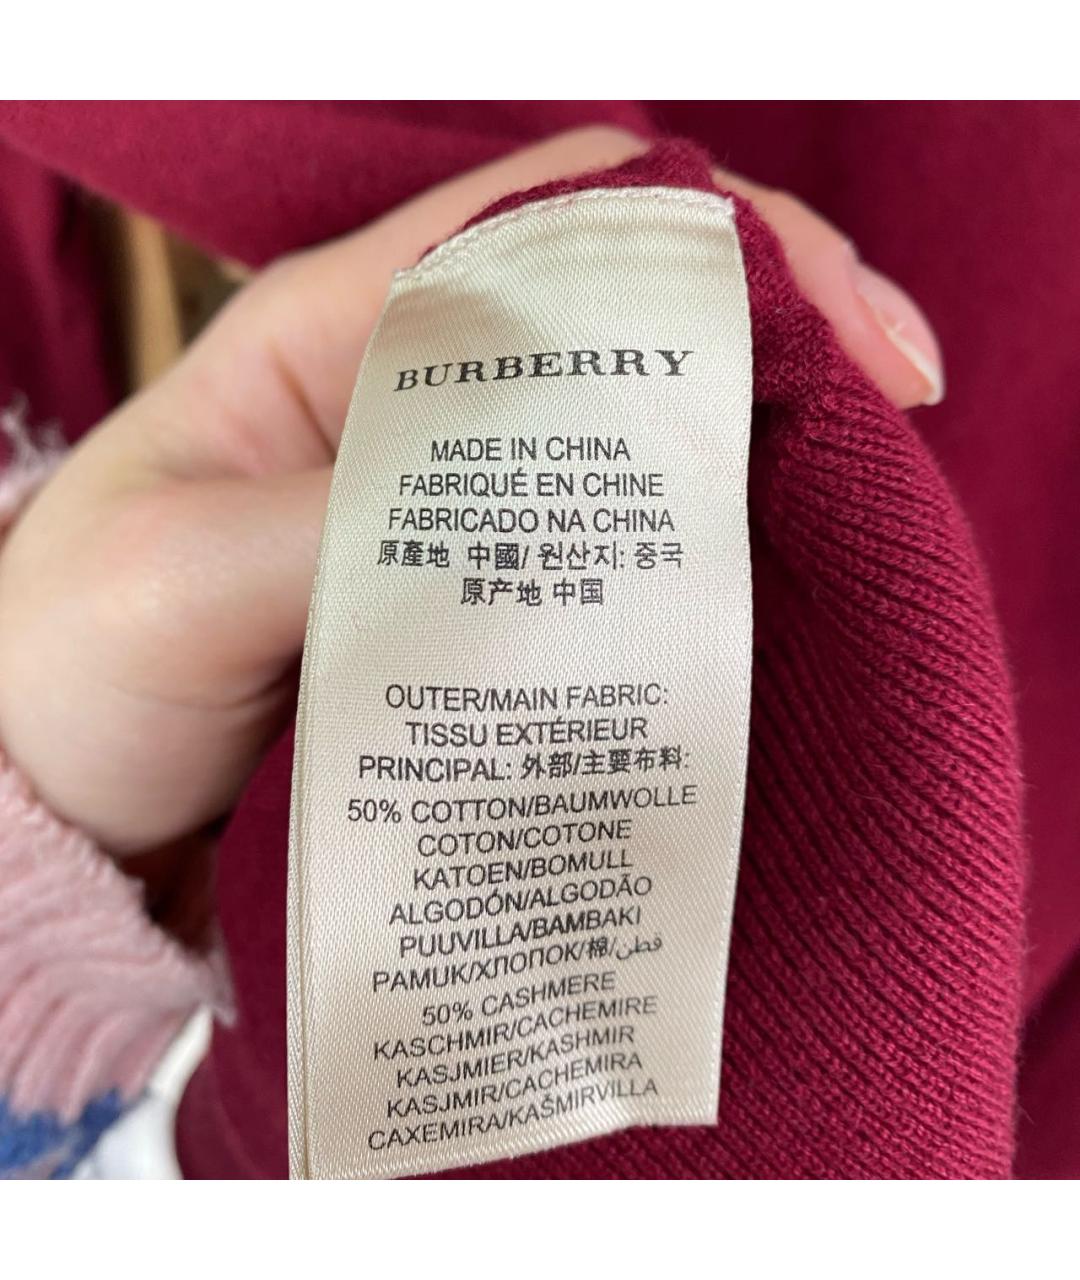 BURBERRY
MADE IN CHINA
FABRIQUÉ EN CHINE
FABRICADO NA CHINA
原產地 中國/ 원산지: 중국
原产地 中国
OUTER/MAIN FABRIC:
TISSU EXTÉRIEUR
PRINCIPAL: 外部/主要布料:
50% COTTON/BAUMWOLLE
COTON/COTONE
KATOEN/BOMULL
ALGODÓN/ALGODÃO
PUUVILLA/BAMBAKI
PAMUK/ХЛОПОК/棉/قطن
50% CASHMERE
KASCHMIR/CACHEMIRE
KASJMIER/KASHMIR
KASJMIR/CACHEMIRA
CAXEMIRA/KAŠMIRVILLA